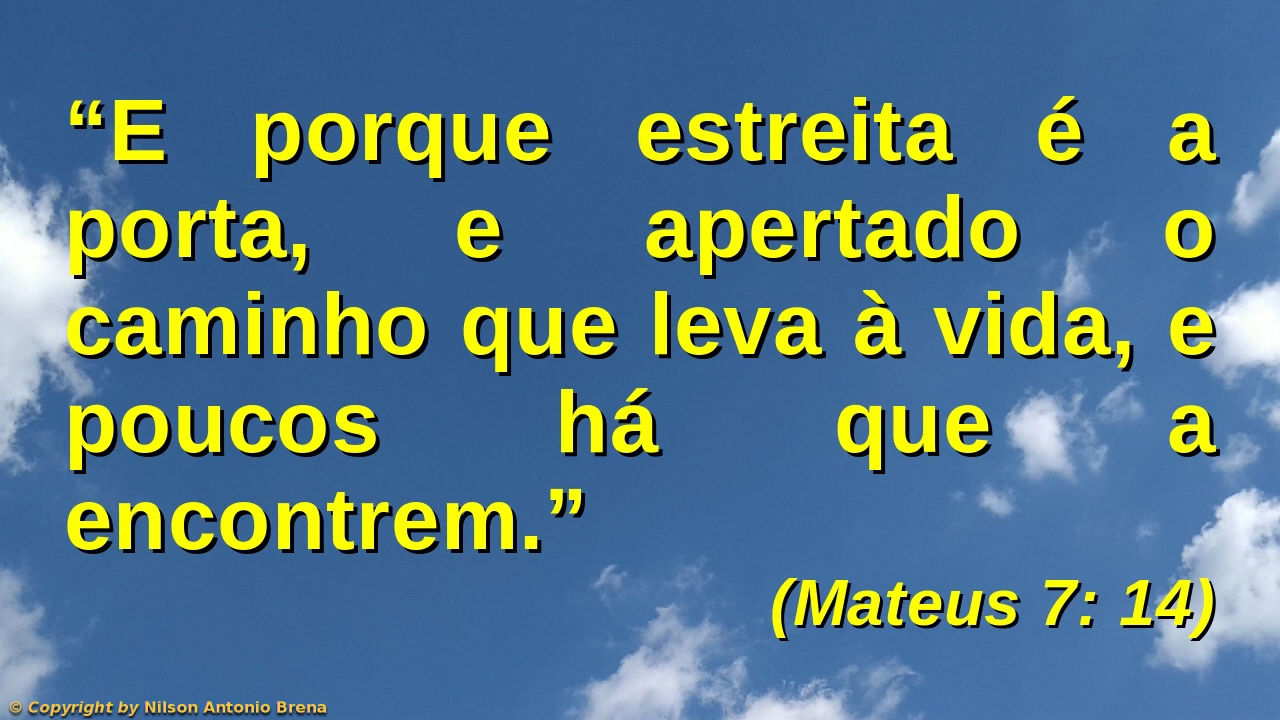 “E porque estreita é a
porta, e apertado o
caminho que leva à vida, e
poucos há que a
encontrem.”
(Mateus 7: 14)
© Copyright by Nilson Antonio Brena